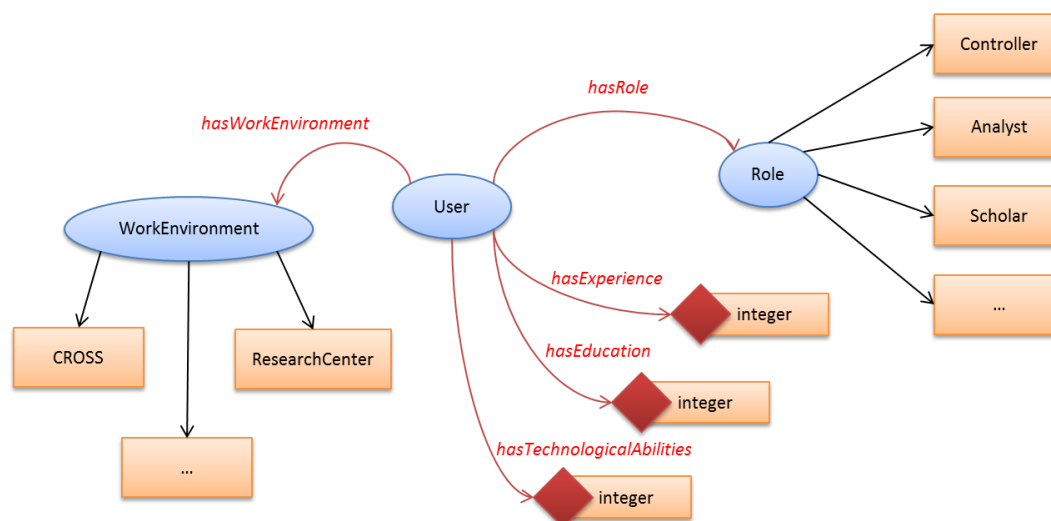 Controller
hasRole
hasWorkEnvironment
Analyst
Role
User
Scholar
WorkEnvironment
hasExperience
integer
...
CROSS
ResearchCenter
hasEducation
integer
hasTechnologicalAbilities
...
integer